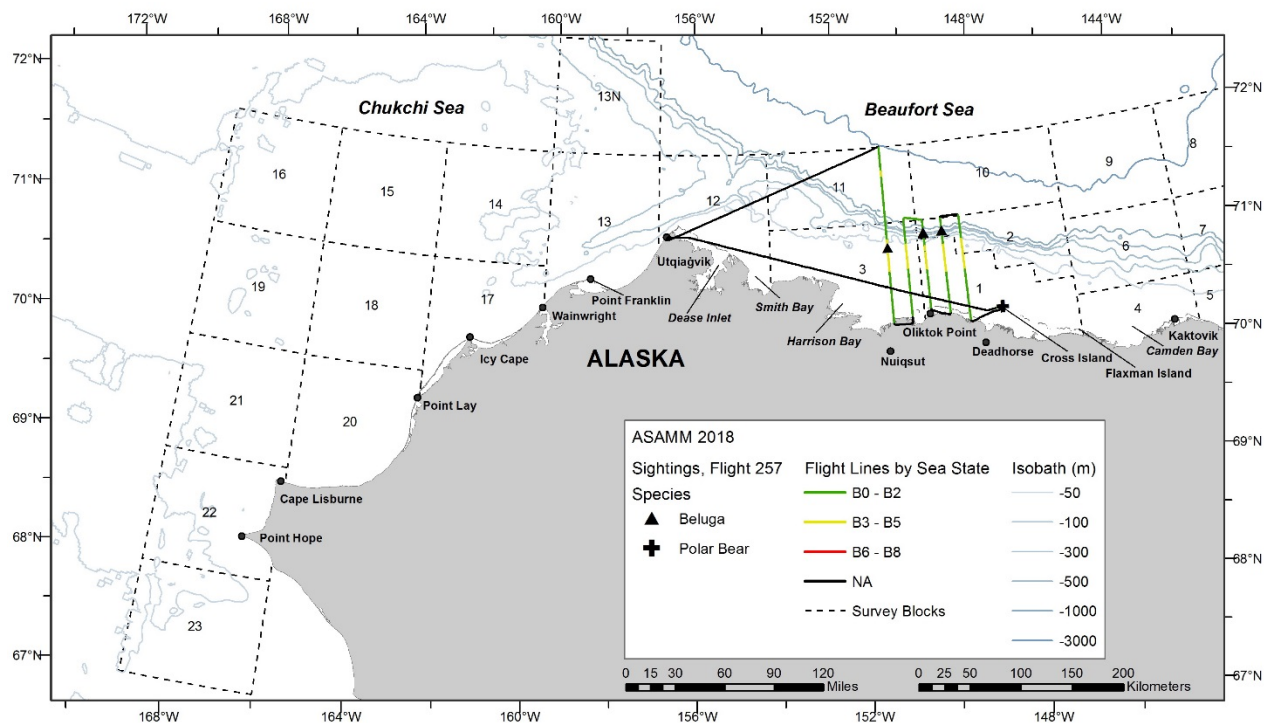 172°W
168°W
164°W
160°W
156°W
152°W
148°W
144°W
72°N
72°N
Chukchi Sea
Beaufort Sea
13N
8
9
10
16
15
14
11
12
71°N
71°N
13
2
7
6
Utqiaġvik
3
1
19
18
17
Point Franklin
Dease Inlet
Smith Bay
4
5
70°N
70°N
Wainwright
Harrison Bay
Oliktok Point
Kaktovik
Icy Cape
ALASKA
Nuiqsut
Deadhorse
Cross Island
Camden Bay
Flaxman Island
21
20
Point Lay
69°N
69°N
Cape Lisburne
22
Point Hope
68°N
68°N
23
67°N
67°N
ASAMM 2018
Sightings, Flight 257
Species
Beluga
Polar Bear
Flight Lines by Sea State
B0 - B2
B3 - B5
B6 - B8
NA
Survey Blocks
Isobath (m)
-50
-100
-300
-500
-1000
-3000
0 15 30 60 90 120
Miles
0 25 50 100 150 200
Kilometers
168°W
164°W
160°W
156°W
152°W
148°W